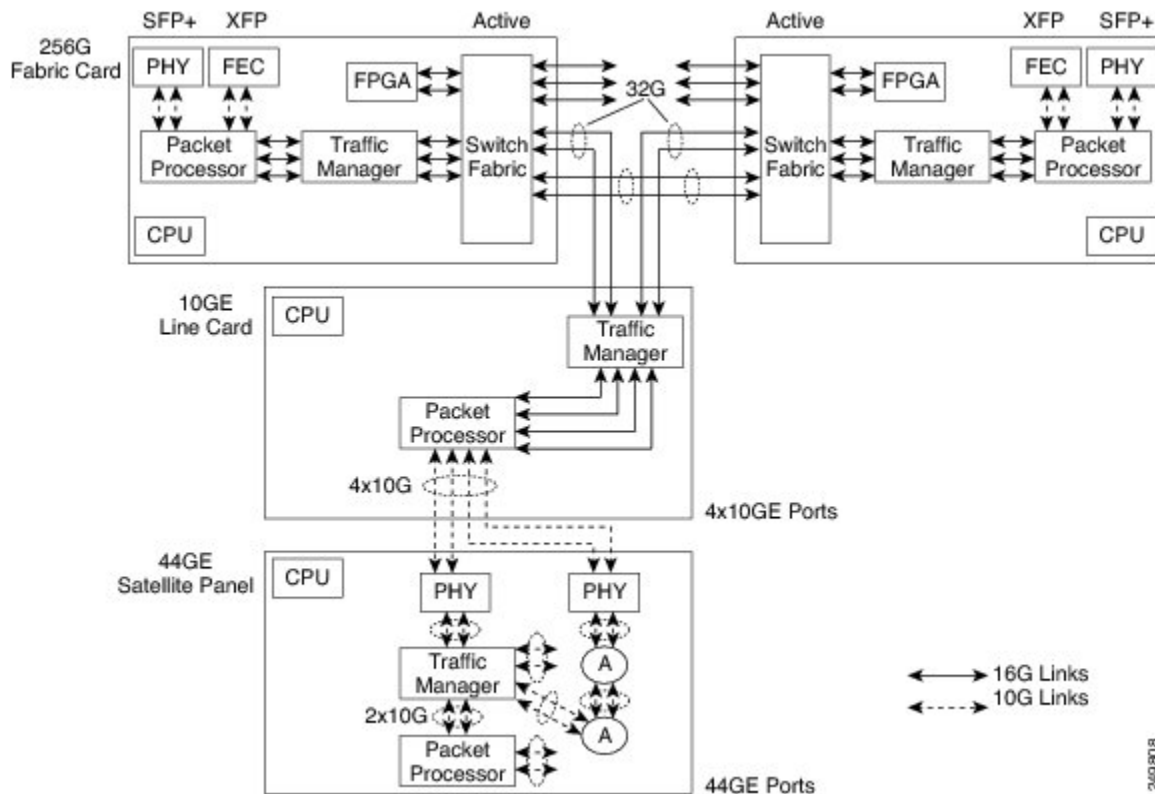 SFP+ XFP Active Active XFP SFP+
256G
Fabric Card
PHY FEC FPGA 32G FPGA FEC PHY
Packet
Processor
Traffic
Manager
Switch
Fabric
Switch
Fabric
Traffic
Manager
Packet
Processor
CPU CPU
10GE
Line Card
CPU
Traffic
Manager
Packet
Processor
4x10G
4x10GE Ports
44GE
Satellite Panel
CPU
PHY PHY
Traffic
Manager
A
2x10G
A
Packet
Processor
16G Links
10G Links
44GE Ports
249808